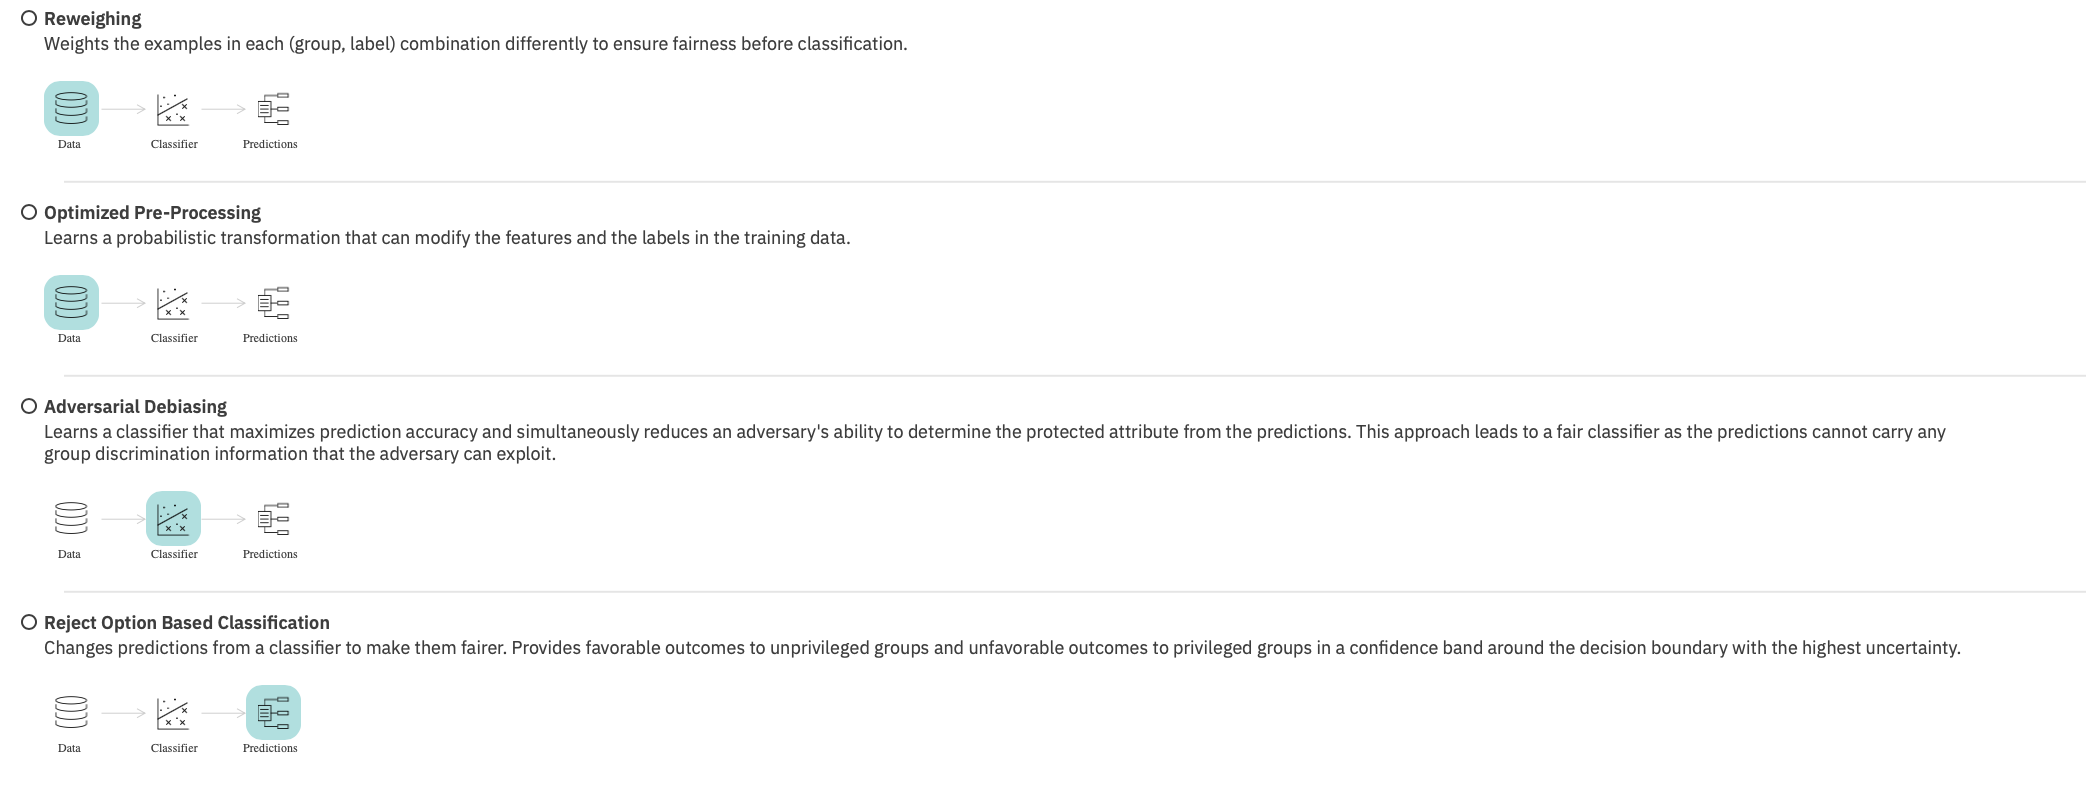 Reweighing
Weights the examples in each (group, label) combination differently to ensure fairness before classification.
Data Classifier Predictions
Optimized Pre-Processing
Learns a probabilistic transformation that can modify the features and the labels in the training data.
Data Classifier Predictions
Adversarial Debiasing
Learns a classifier that maximizes prediction accuracy and simultaneously reduces an adversary's ability to determine the protected attribute from the predictions. This approach leads to a fair classifier as the predictions cannot carry any
group discrimination information that the adversary can exploit.
Data Classifier Predictions
Reject Option Based Classification
Changes predictions from a classifier to make them fairer. Provides favorable outcomes to unprivileged groups and unfavorable outcomes to privileged groups in a confidence band around the decision boundary with the highest uncertainty.
Data Classifier Predictions